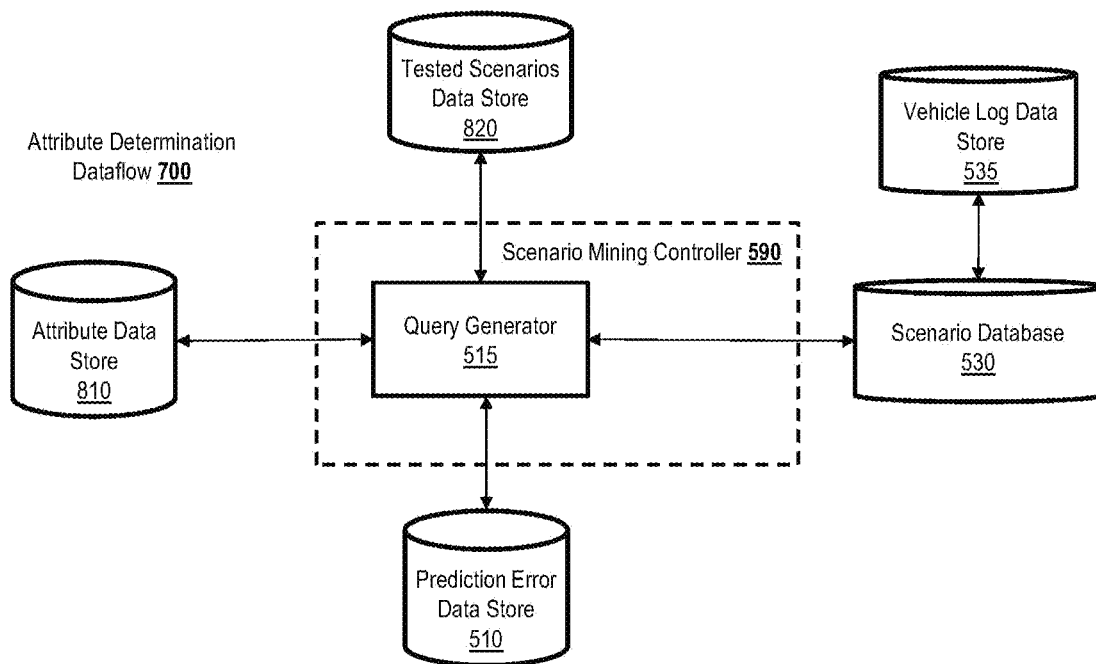 Tested Scenarios
Data Store
820
Vehicle Log Data
Store
535
Attribute Determination
Dataflow 700
Scenario Mining Controller 590
Attribute Data
Store
810
Query Generator
515
Scenario Database
530
Prediction Error
Data Store
510